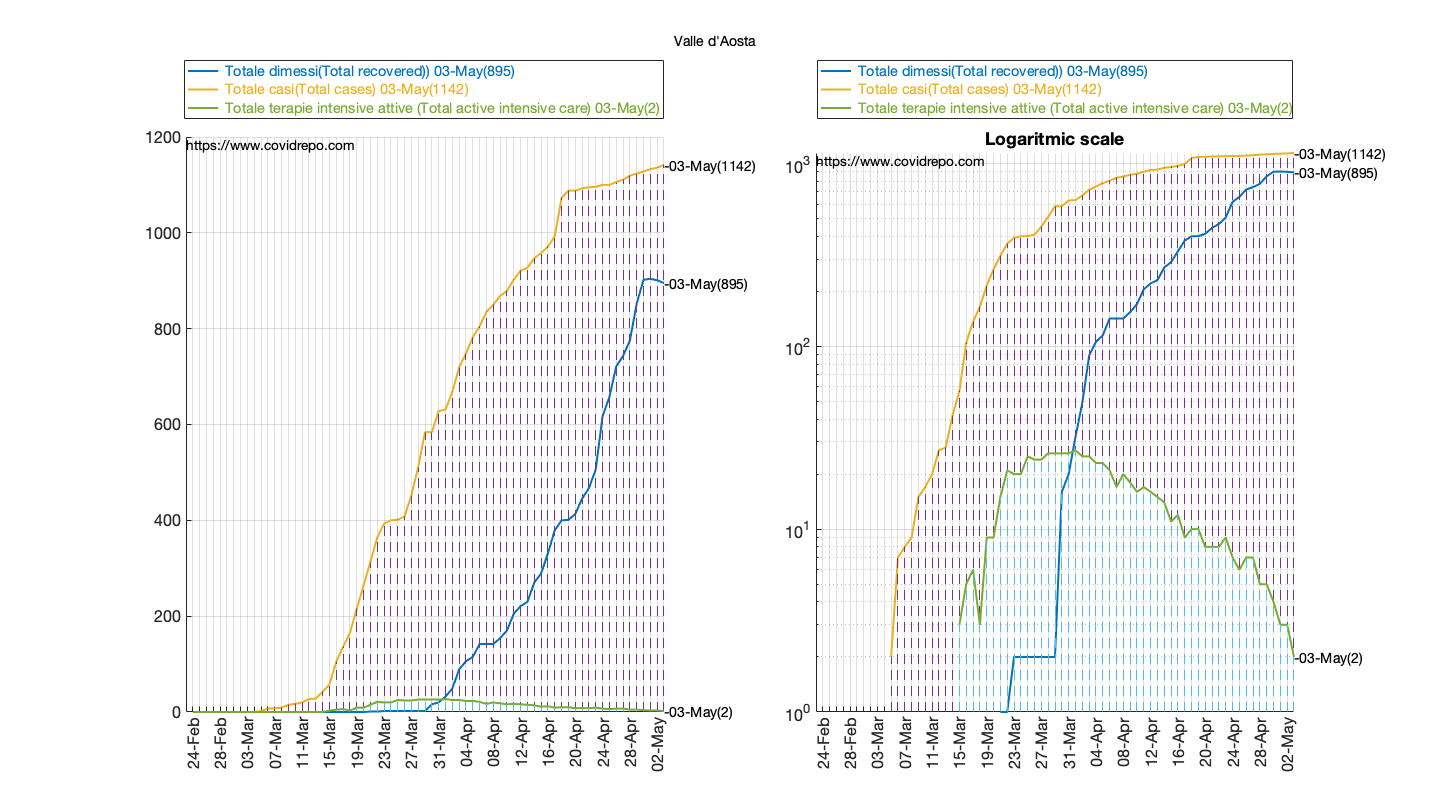 Valle d'Aosta
Totale dimessi(Total recovered)) 03-May(895)
Totale casi(Total cases) 03-May(1142)
Totale terapie intensive attive (Total active intensive care) 03-May(2)
https://www.covidrepo.com
1200
1000
800
600
400
200
0
-03-May(1142)
-03-May(895)
-03-May(2)
24-Feb
28-Feb
03-Mar
07-Mar
11-Mar
15-Mar
19-Mar
23-Mar
27-Mar
31-Mar
04-Apr
08-Apr
12-Apr
16-Apr
20-Apr
24-Apr
28-Apr
02-May
Totale dimessi(Total recovered)) 03-May(895)
Totale casi(Total cases) 03-May(1142)
Totale terapie intensive attive (Total active intensive care) 03-May(2)
Logaritmic scale
https://www.covidrepo.com
10^3
10^2
10^1
10^0
-03-May(1142)
-03-May(895)
-03-May(2)
24-Feb
28-Feb
03-Mar
07-Mar
11-Mar
15-Mar
19-Mar
23-Mar
27-Mar
31-Mar
04-Apr
08-Apr
12-Apr
16-Apr
20-Apr
24-Apr
28-Apr
02-May